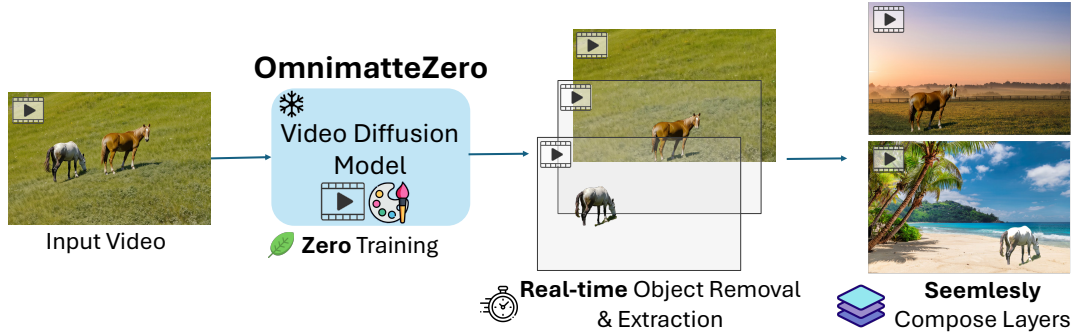 OmnimatteZero
Video Diffusion
Model
Input Video
Zero Training
Real-time Object Removal
& Extraction
Seemlesly
Compose Layers